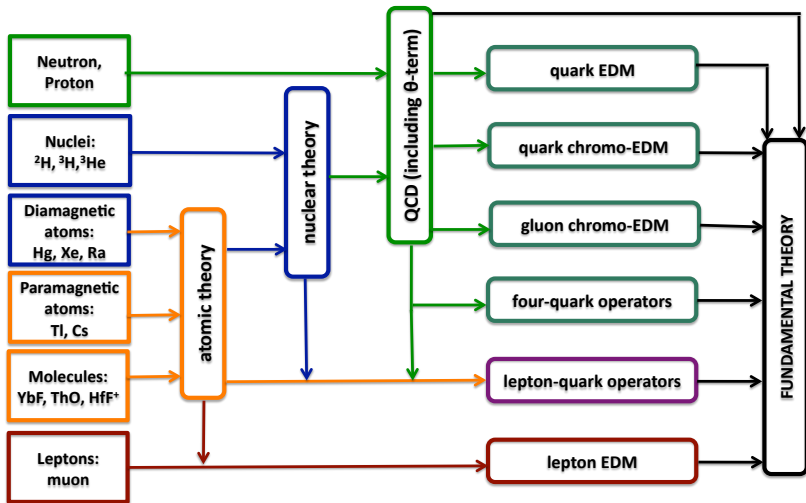 Neutron,
Proton
Nuclei:
²H, ³H,³He
Diamagnetic
atoms:
Hg, Xe, Ra
Paramagnetic
atoms:
Tl, Cs
Molecules:
YbF, ThO, HfF⁺
Leptons:
muon
atomic theory
nuclear theory
QCD (including θ-term)
quark EDM
quark chromo-EDM
gluon chromo-EDM
four-quark operators
lepton-quark operators
lepton EDM
FUNDAMENTAL THEORY